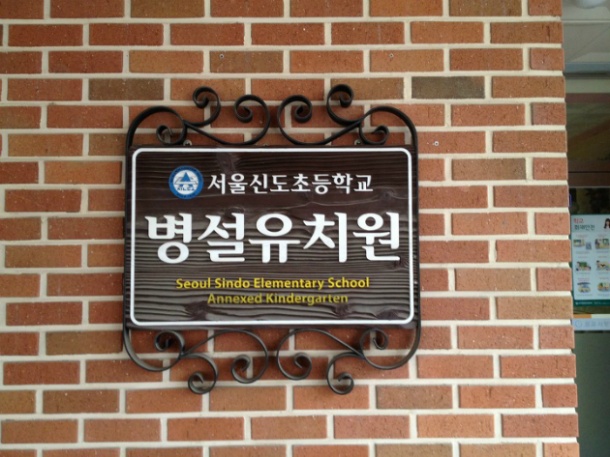 서울신도초등학교
병설유치원
Seoul Sindo Elementary School
Annexed Kindergarten